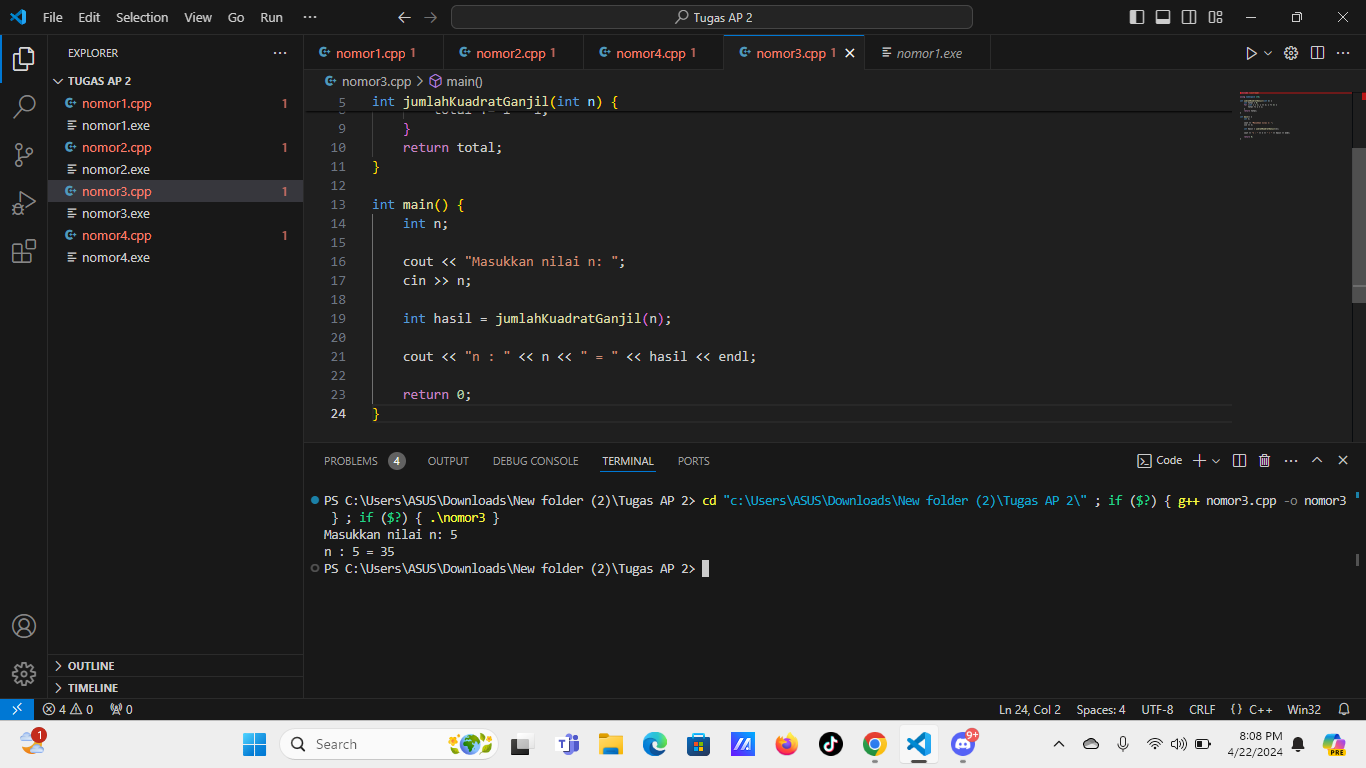 File Edit Selection View Go Run ··· Tugas AP 2
EXPLORER
TUGAS AP 2
nomor1.cpp 1
nomor1.exe
nomor2.cpp 1
nomor2.exe
nomor3.cpp 1
nomor3.exe
nomor4.cpp 1
nomor4.exe
OUTLINE
TIMELINE
nomor1.cpp 1 nomor2.cpp 1 nomor4.cpp 1 nomor3.cpp 1 nomor1.exe
nomor3.cpp > main()
5 int jumlahKuadratGanjil(int n) {
9 }
10 return total;
11 }
12
13 int main() {
14 int n;
15
16 cout << "Masukkan nilai n: ";
17 cin >> n;
18
19 int hasil = jumlahKuadratGanjil(n);
20
21 cout << "n : " << n << " = " << hasil << endl;
22
23 return 0;
24 }
PROBLEMS 4 OUTPUT DEBUG CONSOLE TERMINAL PORTS Code
PS C:\Users\ASUS\Downloads\New folder (2)\Tugas AP 2> cd "c:\Users\ASUS\Downloads\New folder (2)\Tugas AP 2\" ; if ($?) { g++ nomor3.cpp -o nomor3
} ; if ($?) { .\nomor3 }
Masukkan nilai n: 5
n : 5 = 35
PS C:\Users\ASUS\Downloads\New folder (2)\Tugas AP 2>
4 0 0 Ln 24, Col 2 Spaces: 4 UTF-8 CRLF {} C++ Win32
1 Search 9+ 8:08 PM PRE
4/22/2024